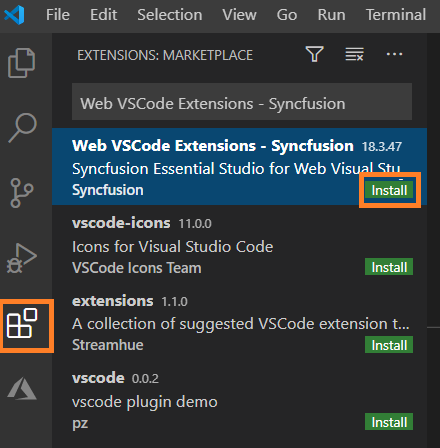 File Edit Selection View Go Run Terminal
EXTENSIONS: MARKETPLACE
Web VSCode Extensions - Syncfusion
Web VSCode Extensions - Syncfusion 18.3.47
Syncfusion Essential Studio for Web Visual Stu...
Syncfusion Install
vscode-icons 11.0.0
Icons for Visual Studio Code
VSCode Icons Team Install
extensions 1.1.0
A collection of suggested VSCode extension t...
Streamhue Install
vscode 0.0.2
vscode plugin demo
pz Install